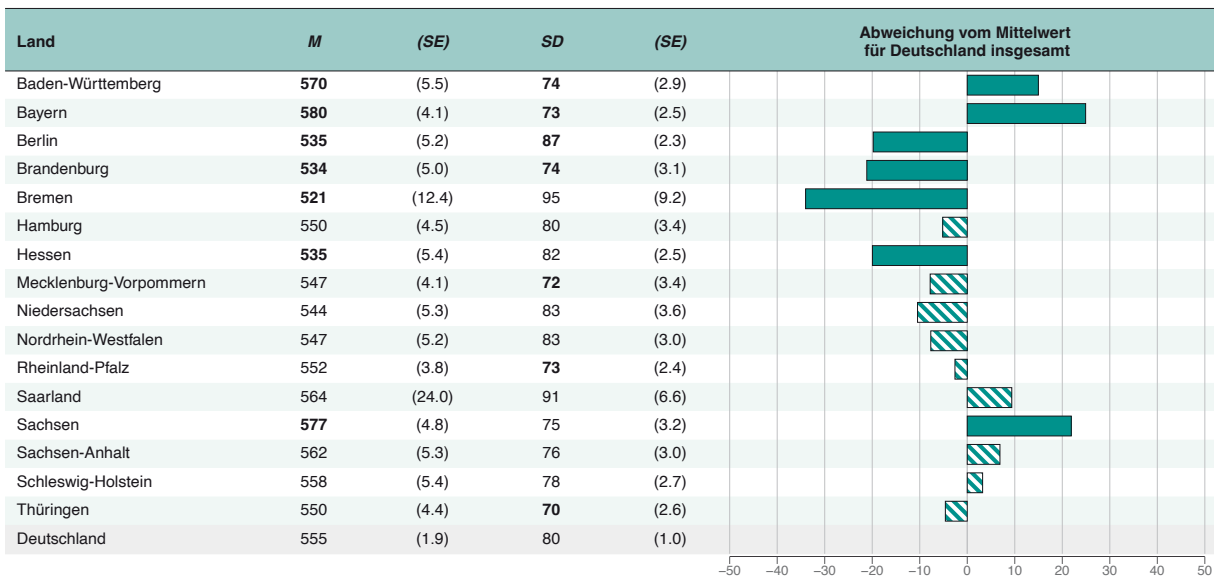 Land M (SE) SD (SE) Abweichung vom Mittelwert
für Deutschland insgesamt
Baden-Württemberg 570 (5.5) 74 (2.9)
Bayern 580 (4.1) 73 (2.5)
Berlin 535 (5.2) 87 (2.3)
Brandenburg 534 (5.0) 74 (3.1)
Bremen 521 (12.4) 95 (9.2)
Hamburg 550 (4.5) 80 (3.4)
Hessen 535 (5.4) 82 (2.5)
Mecklenburg-Vorpommern 547 (4.1) 72 (3.4)
Niedersachsen 544 (5.3) 83 (3.6)
Nordrhein-Westfalen 547 (5.2) 83 (3.0)
Rheinland-Pfalz 552 (3.8) 73 (2.4)
Saarland 564 (24.0) 91 (6.6)
Sachsen 577 (4.8) 75 (3.2)
Sachsen-Anhalt 562 (5.3) 76 (3.0)
Schleswig-Holstein 558 (5.4) 78 (2.7)
Thüringen 550 (4.4) 70 (2.6)
Deutschland 555 (1.9) 80 (1.0)
−50 −40 −30 −20 −10 0 10 20 30 40 50